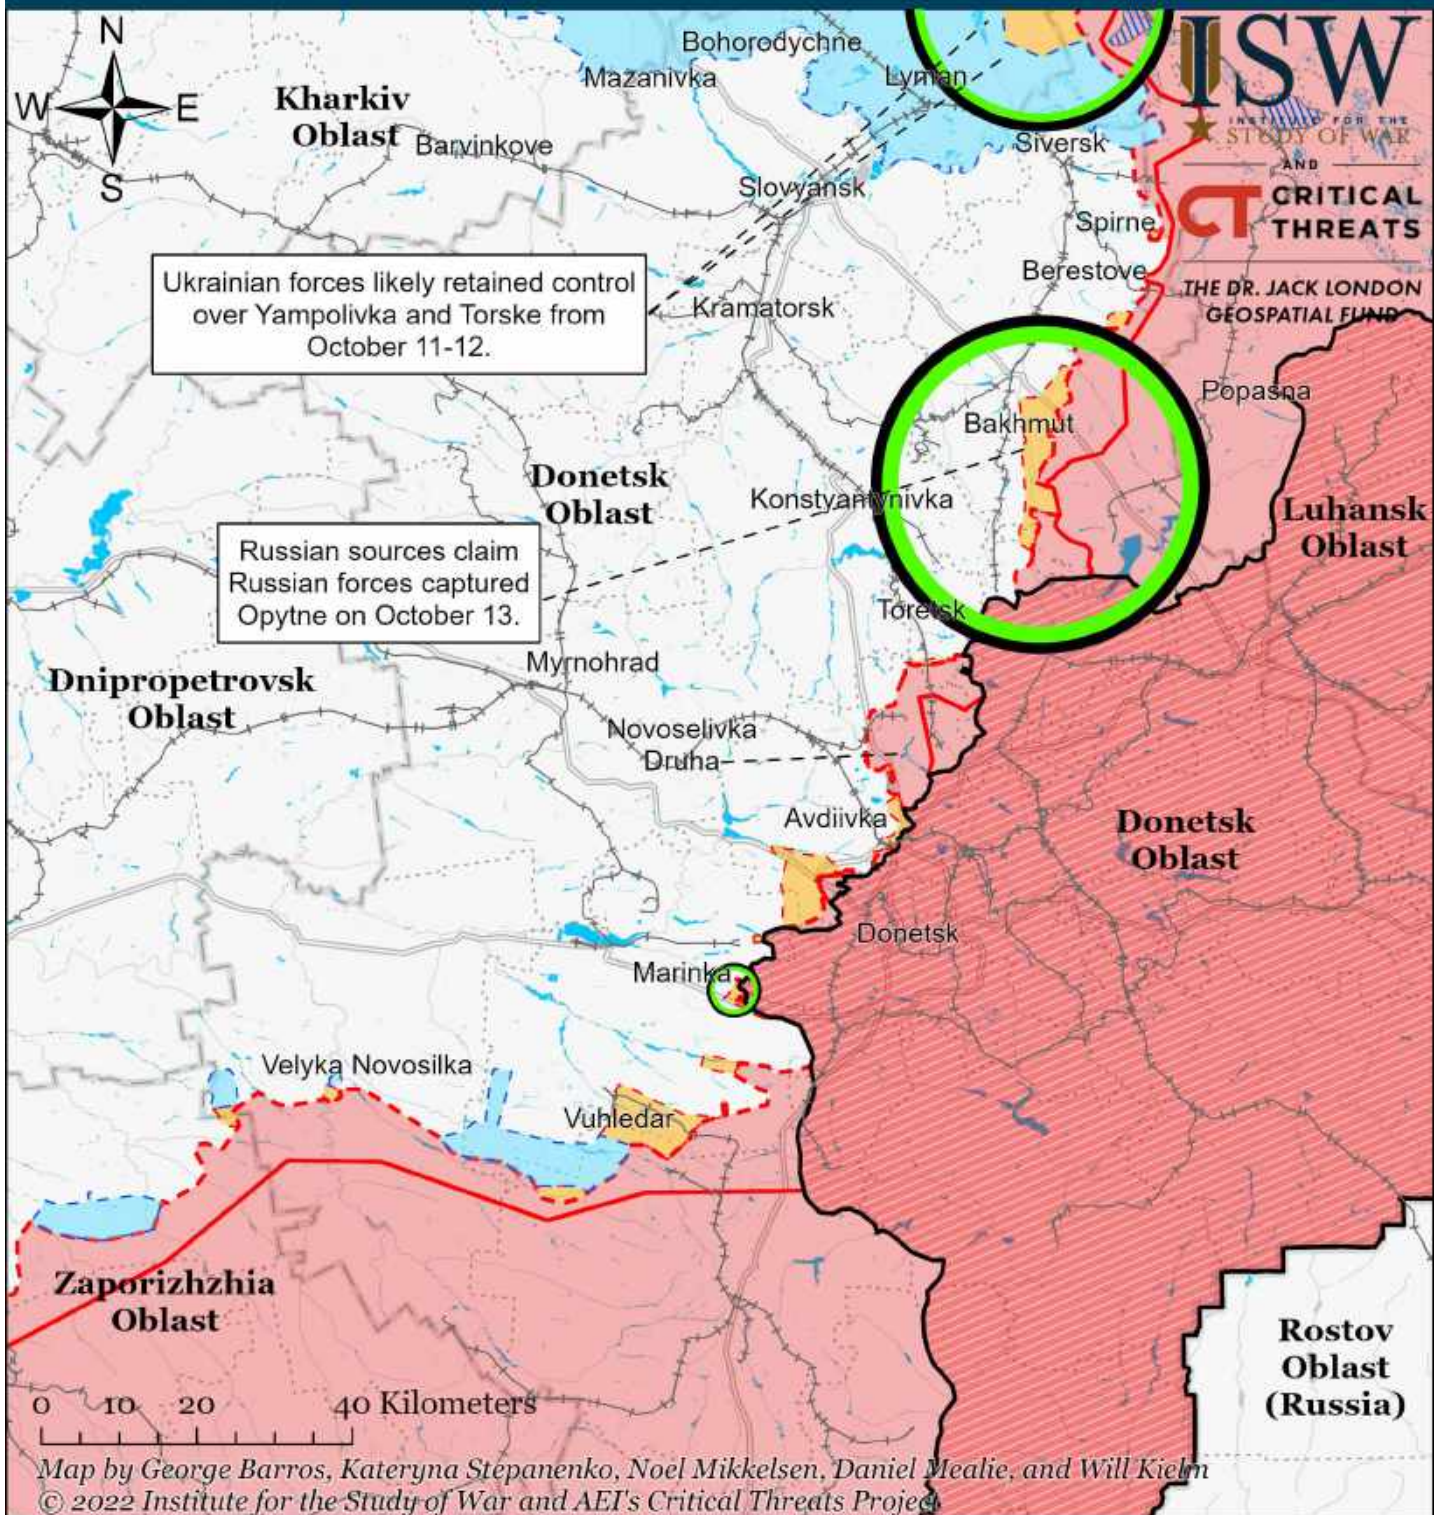 N
W
E
S
Kharkiv
Oblast
Bohorodychne
Mazanivka
Lyman
Barvinkove
Siversk
Slovyansk
Spirne
Berestove
ISW
INSTITUTE FOR THE
STUDY OF WAR
AND
CT CRITICAL
THREATS
THE DR. JACK LONDON
GEOSPATIAL FUND
Ukrainian forces likely retained control
over Yampolivka and Torske from
October 11-12.
Kramatorsk
Popasna
Bakhmut
Donetsk
Oblast
Konstyantynivka
Luhansk
Oblast
Russian sources claim
Russian forces captured
Opytne on October 13.
Toretsk
Myrnohrad
Dnipropetrovsk
Oblast
Novoselivka
Druha
Avdiivka
Donetsk
Oblast
Donetsk
Marinka
Velyka Novosilka
Vuhledar
Zaporizhzhia
Oblast
Rostov
Oblast
(Russia)
0 10 20 40 Kilometers
Map by George Barros, Kateryna Stepanenko, Noel Mikkelsen, Daniel Mealie, and Will Kielm
© 2022 Institute for the Study of War and AEI's Critical Threats Project